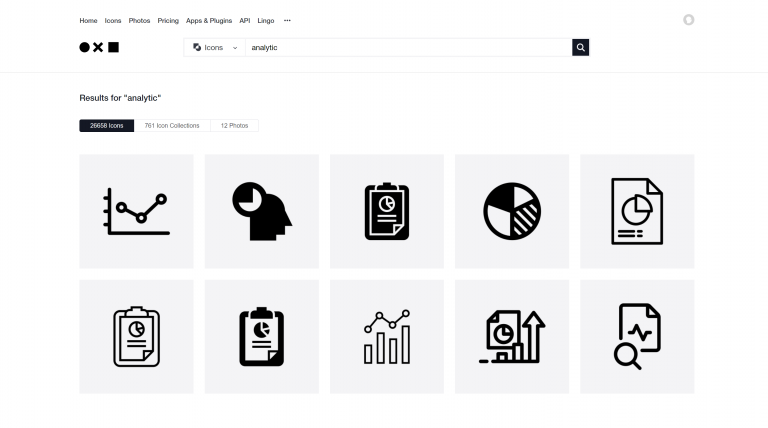 Home Icons Photos Pricing Apps & Plugins API Lingo ···
Icons analytic
Results for "analytic"
26658 Icons 761 Icon Collections 12 Photos